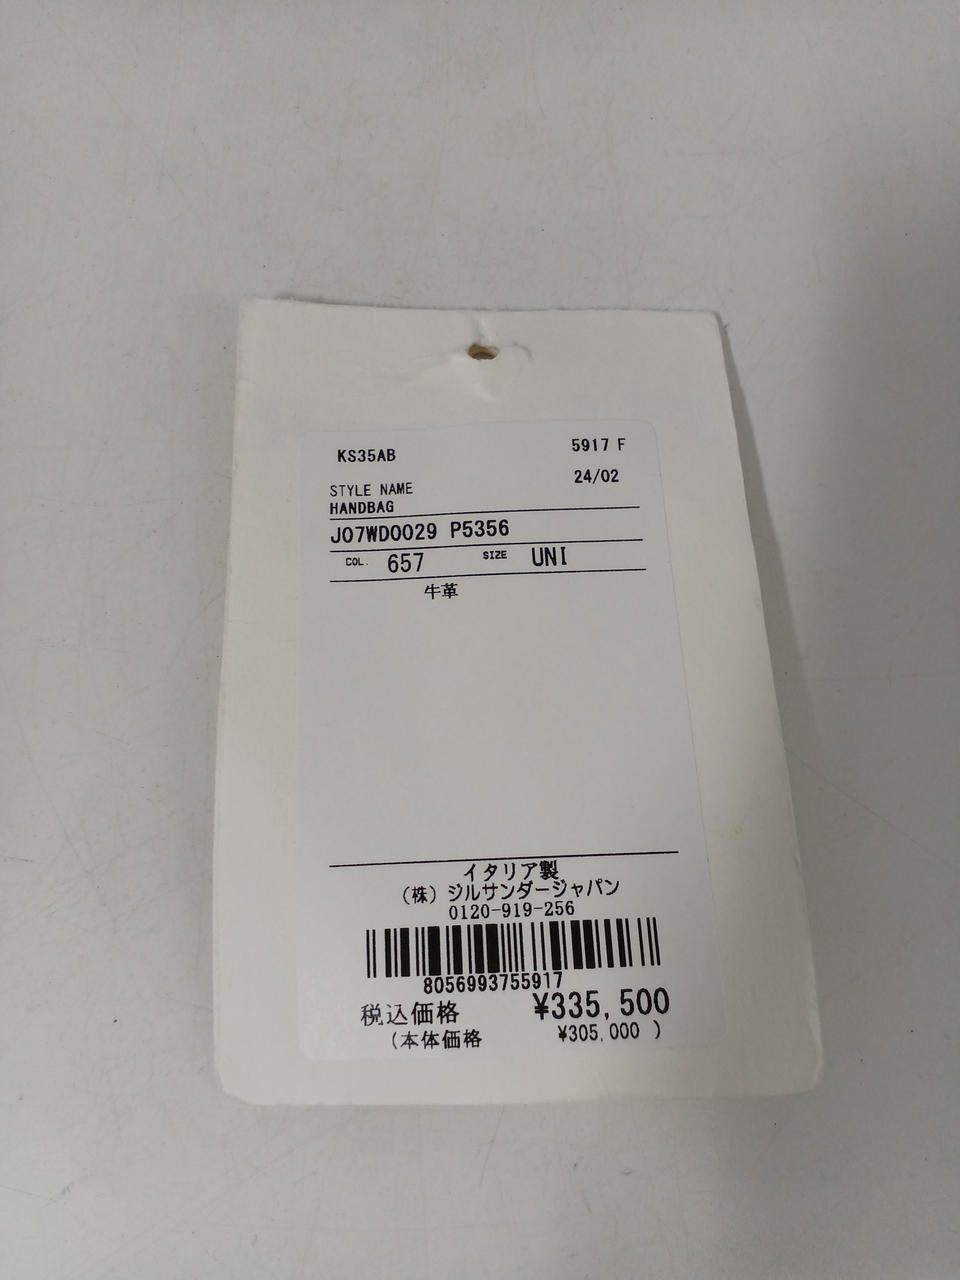 KS35AB 5917 F
24/02
STYLE NAME
HANDBAG
J07WD0029 P5356
COL. 657 SIZE UNI
牛革
イタリア製
(株)ジルサンダージャパン
0120-919-256
8056993755917
税込価格 ¥335,500
(本体価格 ¥305,000 )